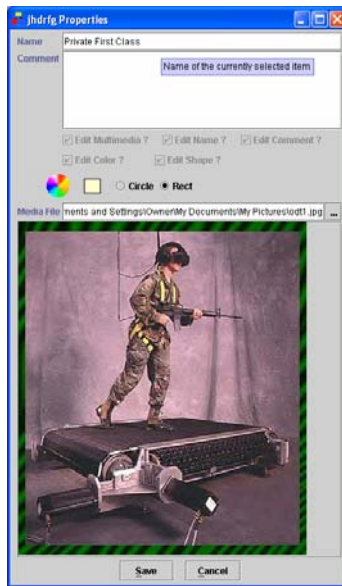 jhdrfg Properties
Name Private First Class
Comment
Name of the currently selected item
Edit Multimedia ? Edit Name ? Edit Comment ?
Edit Color ? Edit Shape ?
Circle Rect
Media File ments and Settings\Owner\My Documents\My Pictures\odt1.jpg ...
Save Cancel